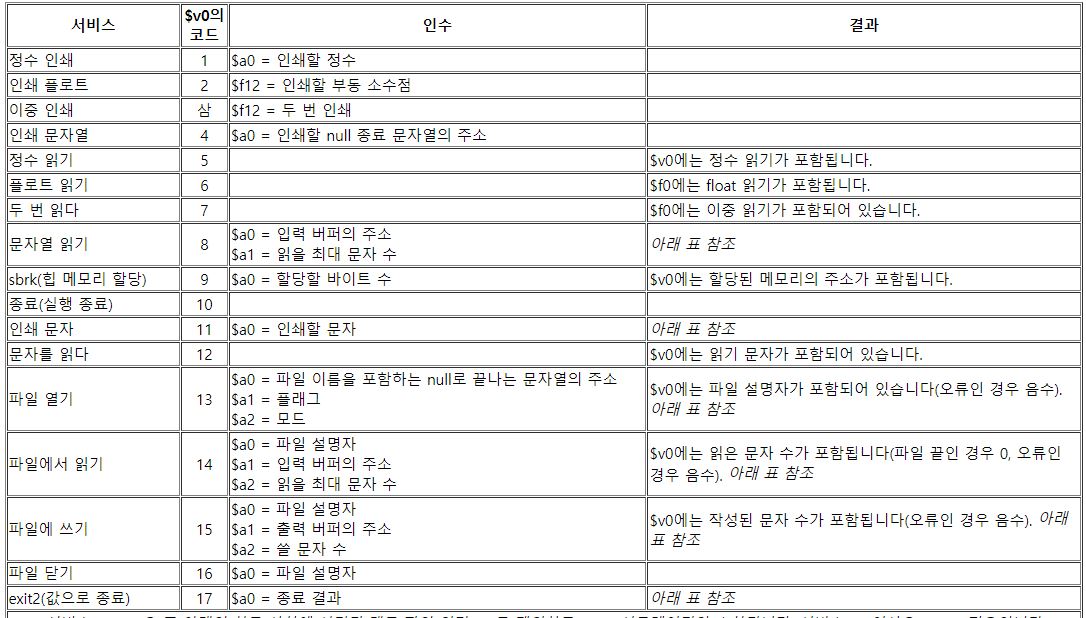 서비스
$v0의
코드
인수
결과
정수 인쇄
1
$a0 = 인쇄할 정수
인쇄 플로트
2
$f12 = 인쇄할 부동 소수점
이중 인쇄
삼
$f12 = 두 번 인쇄
인쇄 문자열
4
$a0 = 인쇄할 null 종료 문자열의 주소
정수 읽기
5
$v0에는 정수 읽기가 포함됩니다.
플로트 읽기
6
$f0에는 float 읽기가 포함됩니다.
두 번 읽다
7
$f0에는 이중 읽기가 포함되어 있습니다.
문자열 읽기
8
$a0 = 입력 버퍼의 주소
$a1 = 읽을 최대 문자 수
아래 표 참조
sbrk(힙 메모리 할당)
9
$a0 = 할당할 바이트 수
$v0에는 할당된 메모리의 주소가 포함됩니다.
종료(실행 종료)
10
인쇄 문자
11
$a0 = 인쇄할 문자
아래 표 참조
문자를 읽다
12
$v0에는 읽기 문자가 포함되어 있습니다.
파일 열기
13
$a0 = 파일 이름을 포함하는 null로 끝나는 문자열의 주소
$a1 = 플래그
$a2 = 모드
$v0에는 파일 설명자가 포함되어 있습니다(오류인 경우 음수).
아래 표 참조
파일에서 읽기
14
$a0 = 파일 설명자
$a1 = 입력 버퍼의 주소
$a2 = 읽을 최대 문자 수
$v0에는 읽은 문자 수가 포함됩니다(파일 끝인 경우 0, 오류인
경우 음수). 아래 표 참조
파일에 쓰기
15
$a0 = 파일 설명자
$a1 = 출력 버퍼의 주소
$a2 = 쓸 문자 수
$v0에는 작성된 문자 수가 포함됩니다(오류인 경우 음수). 아래
표 참조
파일 닫기
16
$a0 = 파일 설명자
exit2(값으로 종료)
17
$a0 = 종료 결과
아래 표 참조